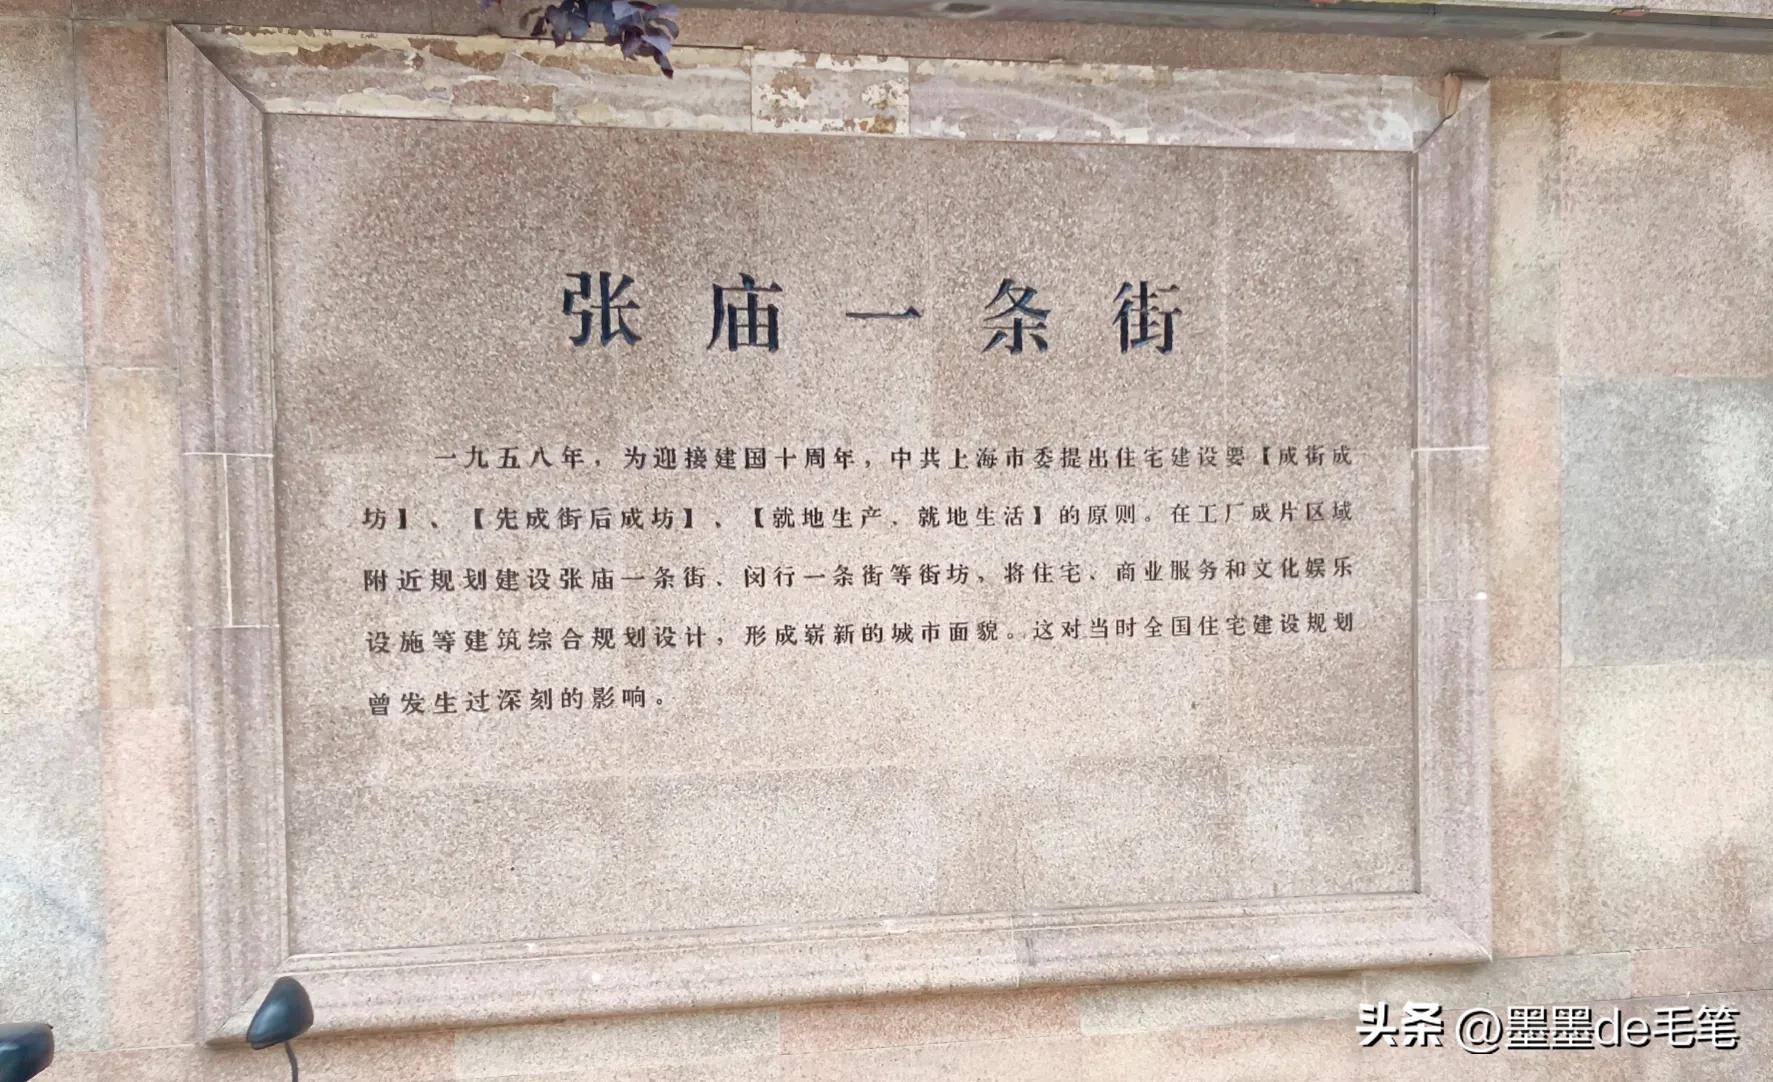 张庙一条街
一九五八年，为迎接建国十周年，中共上海市委提出住宅建设要【成街成
坊】、【先成街后成坊】、【就地生产、就地生活】的原则。在工厂成片区域
附近规划建设张庙一条街、闵行一条街等街坊，将住宅、商业服务和文化娱乐
设施等建筑综合规划设计，形成崭新的城市面貌。这对当时全国住宅建设规划
曾发生过深刻的影响。
头条 @墨墨de毛笔